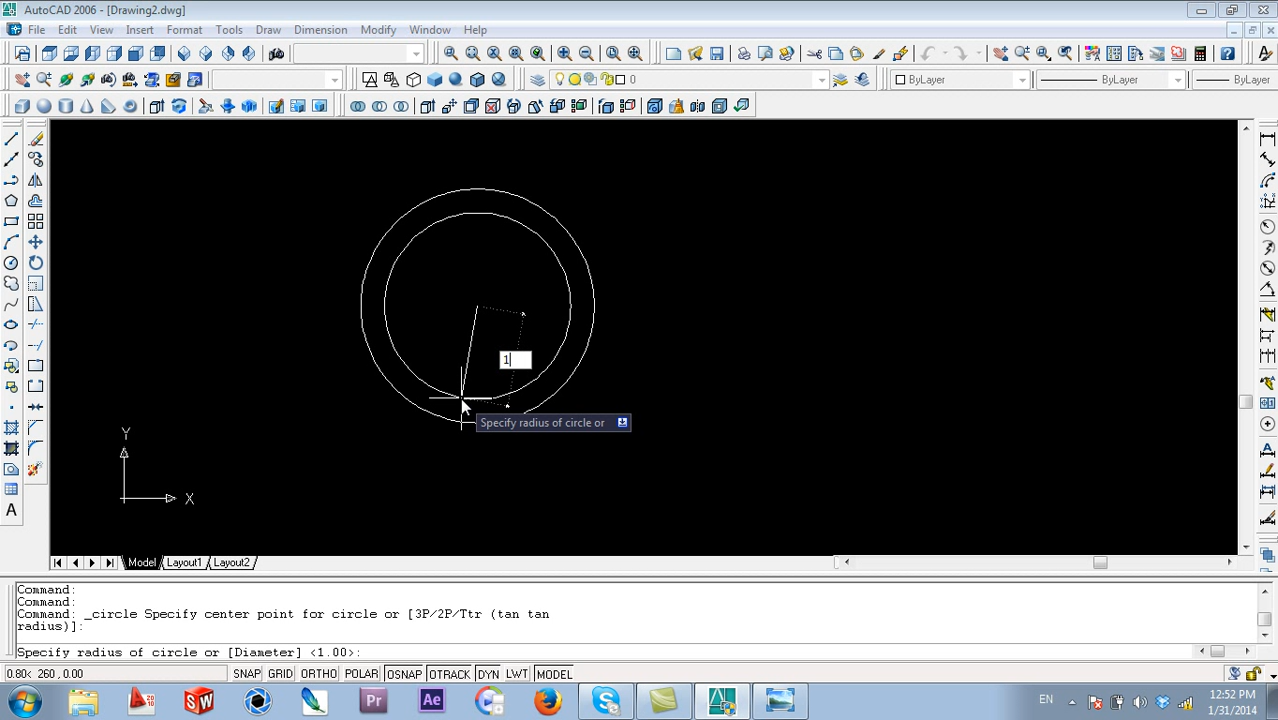 AutoCAD 2006 - [Drawing2.dwg]
File Edit View Insert Format Tools Draw Dimension Modify Window Help
0 ByLayer ByLayer ByLayer
1
Specify radius of circle or
Y
X
A
Model Layout1 Layout2
Command:
Command:
Command: _circle Specify center point for circle or [3P/2P/Ttr (tan tan
radius)]:
Specify radius of circle or [Diameter] <1.00>:
0.80< 260 , 0.00 SNAP GRID ORTHO POLAR OSNAP OTRACK DYN LWT MODEL
Pr Ae EN 12:52 PM
1/31/2014